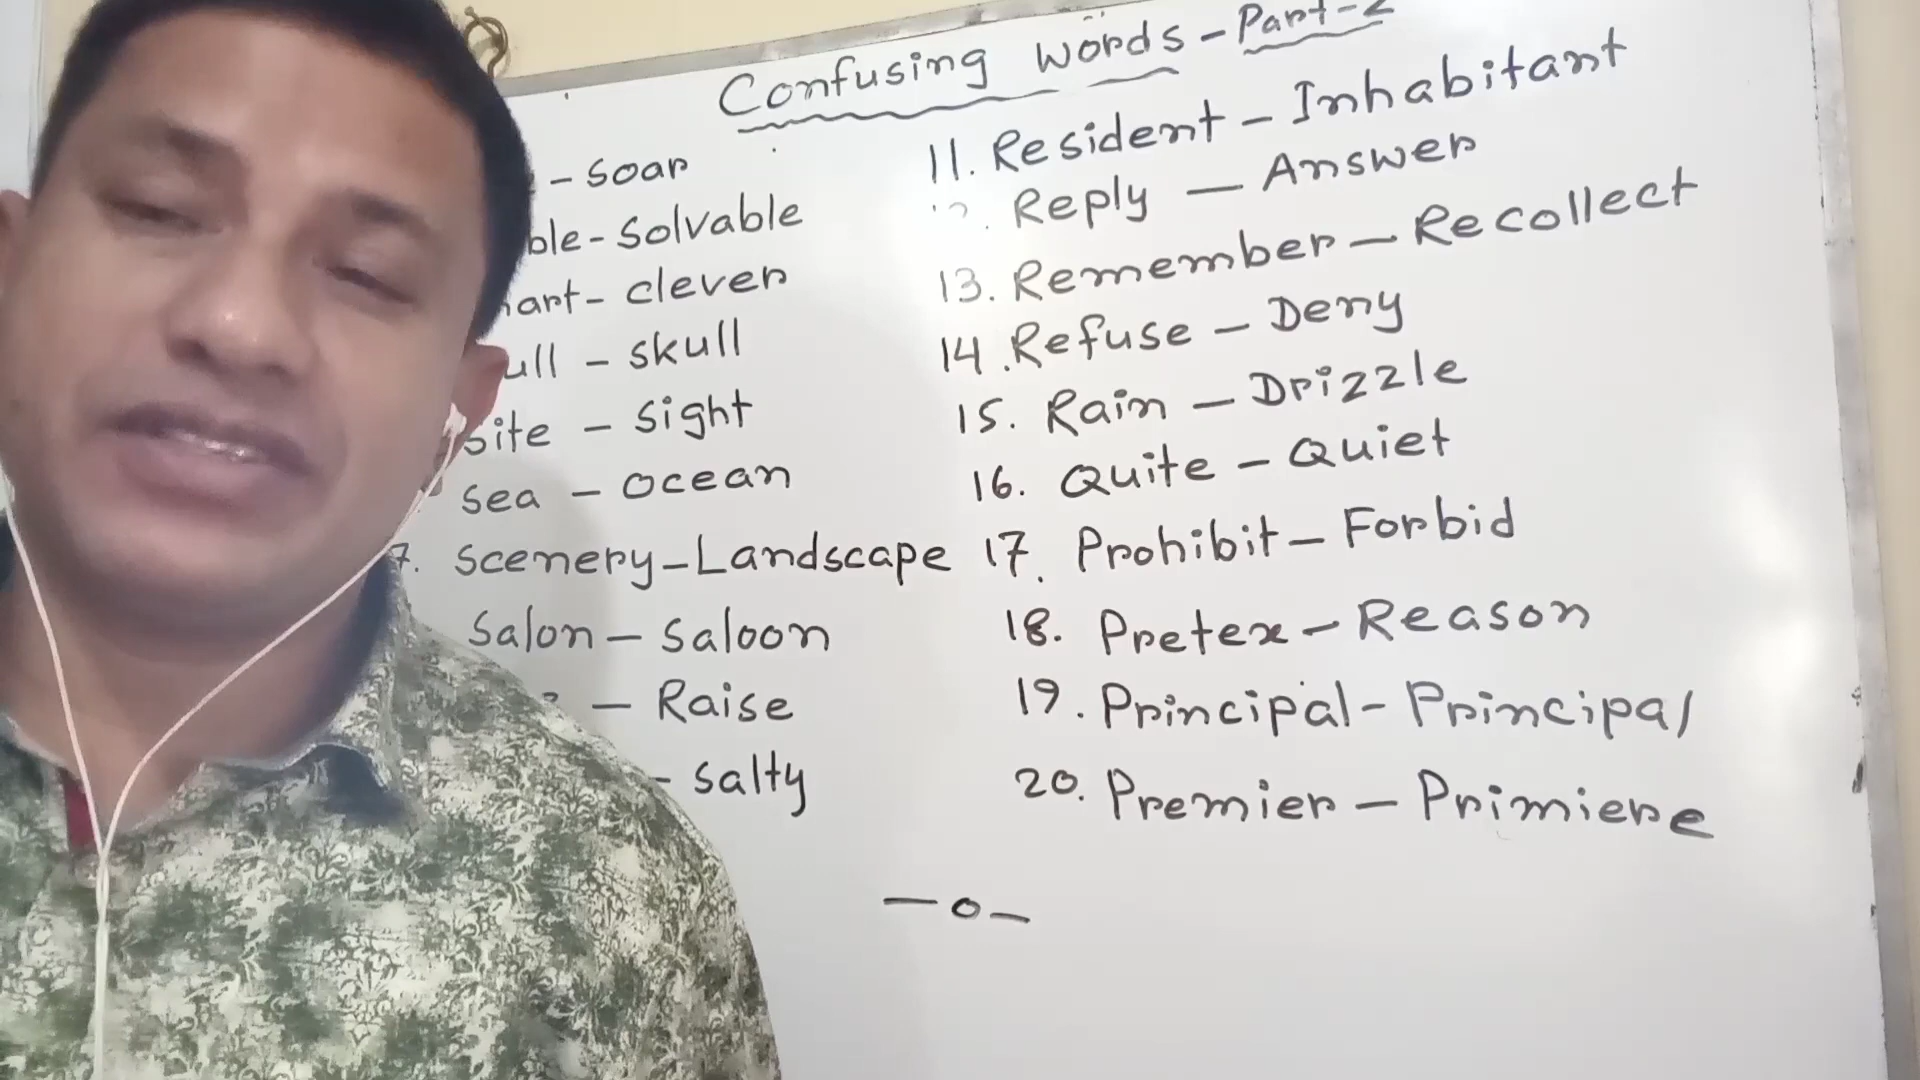 Confusing Words - Part-2
- Soar
ble - Solvable
art - Clever
ull - Skull
Site - Sight
Sea - Ocean
7. Scenery - Landscape
Salon - Saloon
- Raise
- Salty
11. Resident - Inhabitant
Reply - Answer
13. Remember - Recollect
14. Refuse - Deny
15. Rain - Drizzle
16. Quite - Quiet
17. Prohibit - Forbid
18. Pretex - Reason
19. Principal - Principal
20. Premier - Primiere
-o-